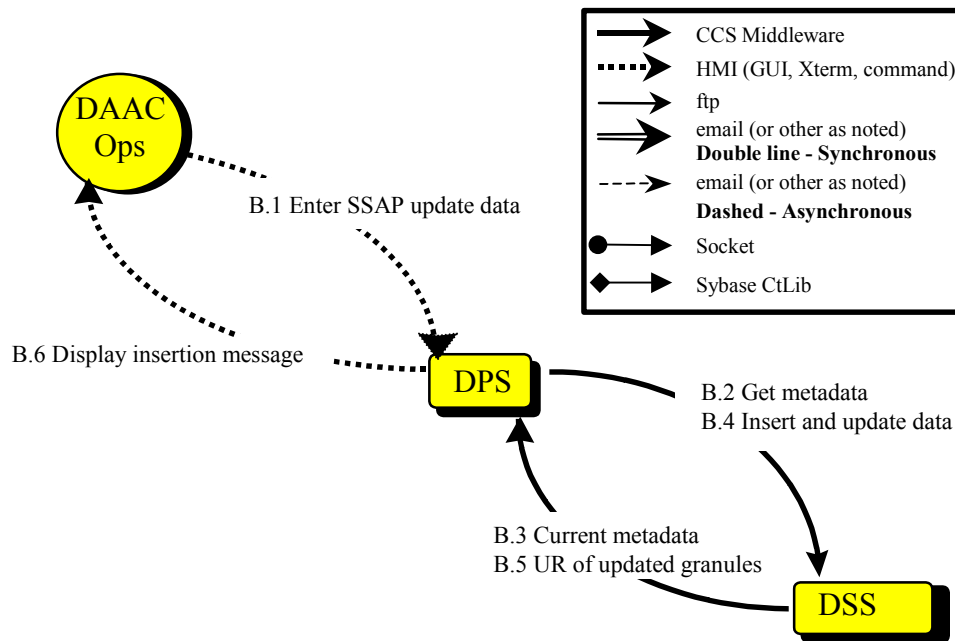 DAAC
Ops
CCS Middleware
HMI (GUI, Xterm, command)
ftp
email (or other as noted)
Double line - Synchronous
email (or other as noted)
Dashed - Asynchronous
Socket
Sybase CtLib
B.1 Enter SSAP update data
B.6 Display insertion message
DPS
B.2 Get metadata
B.4 Insert and update data
B.3 Current metadata
B.5 UR of updated granules
DSS